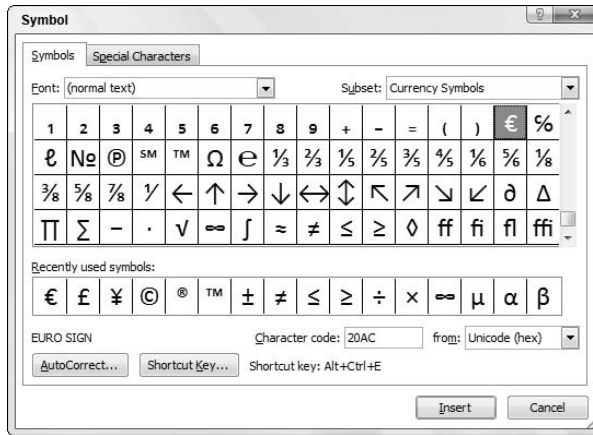 Symbol
Symbols Special Characters
Font: (normal text) Subset: Currency Symbols
1 2 3 4 5 6 7 8 9 + − = ( ) € ℅
ℓ № ℗ ℠ ™ Ω ℮ ⅓ ⅔ ⅕ ⅖ ⅗ ⅘ ⅙ ⅚ ⅛
⅜ ⅝ ⅞ ⅟ ← ↑ → ↓ ↔ ↕ ↖ ↗ ↘ ↙ ∂ ∆
∏ ∑ − ∙ √ ∞ ∫ ≈ ≠ ≤ ≥ ◊ ff fi fl ffi
Recently used symbols:
€ £ ¥ © ® ™ ± ≠ ≤ ≥ ÷ × ∞ µ α β
EURO SIGN Character code: 20AC from: Unicode (hex)
AutoCorrect... Shortcut Key... Shortcut key: Alt+Ctrl+E
Insert Cancel